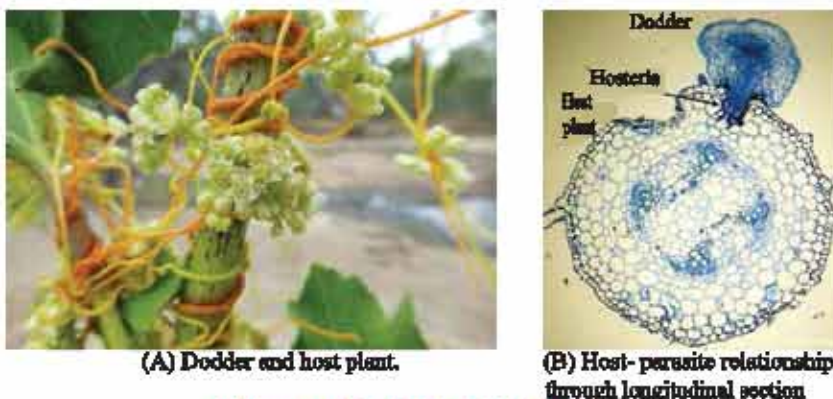 Dodder
Hosteria
Host
plant
(A) Dodder and host plant.
(B) Host- parasite relationship
through longitudinal section